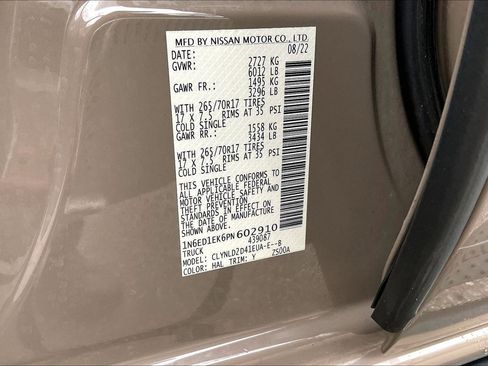 MFD BY NISSAN MOTOR CO., LTD.
DATE: 08/22
GVWR: 2727 KG
6012 LB
GAWR FR.: 1495 KG
3296 LB
WITH 265/70R17 TIRES
17 X 7.5 RIMS AT 35 PSI
COLD SINGLE
GAWR RR.: 1558 KG
3434 LB
WITH 265/70R17 TIRES
17 X 7.5 RIMS AT 35 PSI
COLD SINGLE
THIS VEHICLE CONFORMS TO
ALL APPLICABLE FEDERAL
MOTOR VEHICLE SAFETY AND
THEFT PREVENTION
STANDARDS IN EFFECT ON
THE DATE OF MANUFACTURE
SHOWN ABOVE.
1N6ED1EK6PN602910
TRUCK 439087
MODEL: CLYNLD2D41EUA-E--B
COLOR: HAL TRIM: Y ZS00A